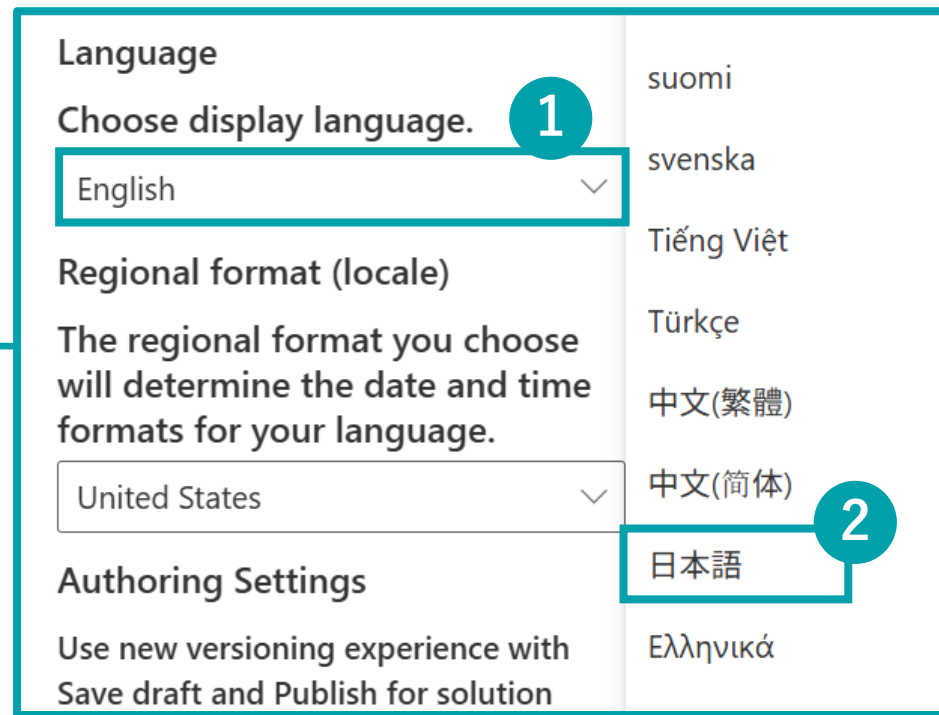 Language
Choose display language.
1
English
Regional format (locale)
The regional format you choose
will determine the date and time
formats for your language.
United States
Authoring Settings
Use new versioning experience with
Save draft and Publish for solution
suomi
svenska
Tiếng Việt
Türkçe
中文(繁體)
中文(简体)
2
日本語
Ελληνικά